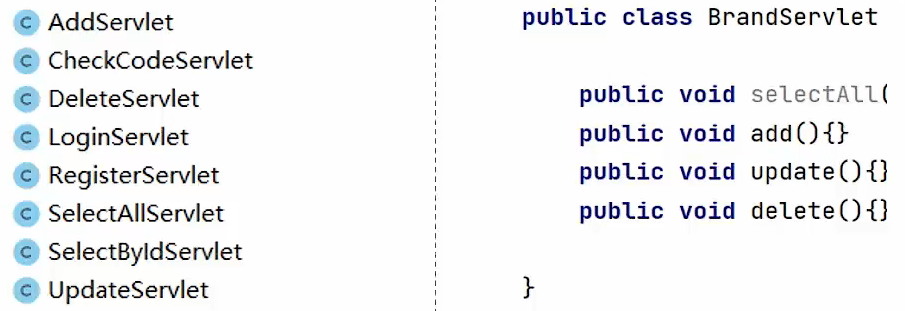 AddServlet
CheckCodeServlet
DeleteServlet
LoginServlet
RegisterServlet
SelectAllServlet
SelectByIdServlet
UpdateServlet
public class BrandServlet
public void selectAll(
public void add(){}
public void update(){}
public void delete(){}
}